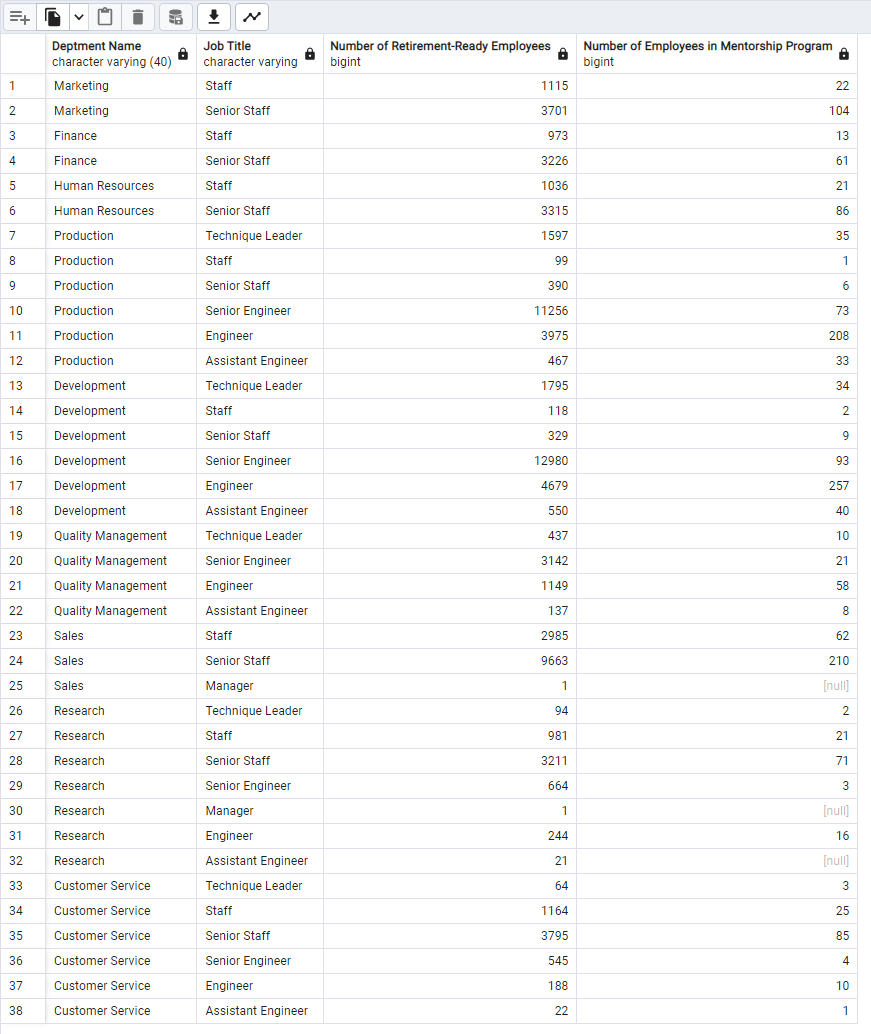 Deptment Name Job Title Number of Retirement-Ready Employees Number of Employees in Mentorship Program
character varying (40) character varying bigint bigint
1 Marketing Staff 1115 22
2 Marketing Senior Staff 3701 104
3 Finance Staff 973 13
4 Finance Senior Staff 3226 61
5 Human Resources Staff 1036 21
6 Human Resources Senior Staff 3315 86
7 Production Technique Leader 1597 35
8 Production Staff 99 1
9 Production Senior Staff 390 6
10 Production Senior Engineer 11256 73
11 Production Engineer 3975 208
12 Production Assistant Engineer 467 33
13 Development Technique Leader 1795 34
14 Development Staff 118 2
15 Development Senior Staff 329 9
16 Development Senior Engineer 12980 93
17 Development Engineer 4679 257
18 Development Assistant Engineer 550 40
19 Quality Management Technique Leader 437 10
20 Quality Management Senior Engineer 3142 21
21 Quality Management Engineer 1149 58
22 Quality Management Assistant Engineer 137 8
23 Sales Staff 2985 62
24 Sales Senior Staff 9663 210
25 Sales Manager 1 [null]
26 Research Technique Leader 94 2
27 Research Staff 981 21
28 Research Senior Staff 3211 71
29 Research Senior Engineer 664 3
30 Research Manager 1 [null]
31 Research Engineer 244 16
32 Research Assistant Engineer 21 [null]
33 Customer Service Technique Leader 64 3
34 Customer Service Staff 1164 25
35 Customer Service Senior Staff 3795 85
36 Customer Service Senior Engineer 545 4
37 Customer Service Engineer 188 10
38 Customer Service Assistant Engineer 22 1